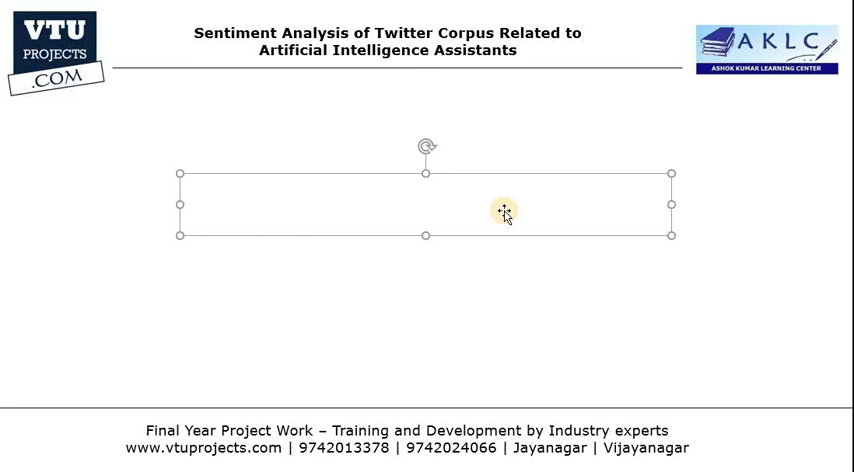 VTU
PROJECTS
.COM
Sentiment Analysis of Twitter Corpus Related to
Artificial Intelligence Assistants
AKLC
ASHOK KUMAR LEARNING CENTER
Final Year Project Work – Training and Development by Industry experts
www.vtuprojects.com | 9742013378 | 9742024066 | Jayanagar | Vijayanagar